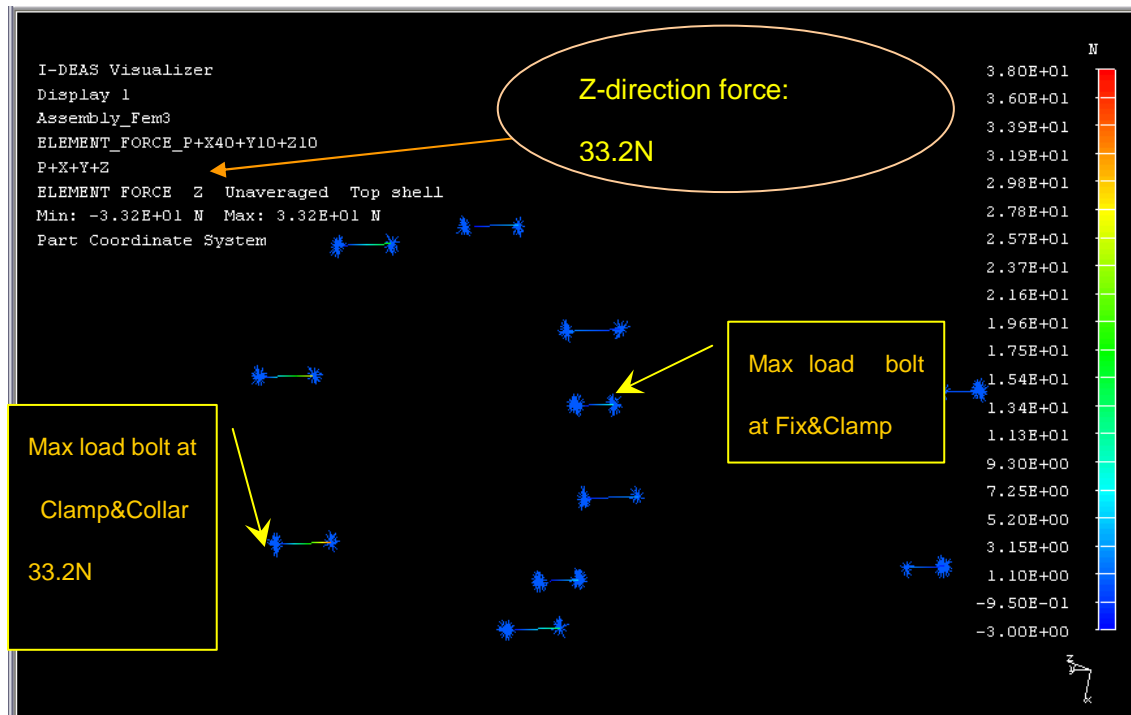 I-DEAS Visualizer
Display 1
Assembly_Fem3
ELEMENT_FORCE_P+X40+Y10+Z10
P+X+Y+Z
ELEMENT FORCE Z Unaveraged Top shell
Min: -3.32E+01 N Max: 3.32E+01 N
Part Coordinate System
Z-direction force:
33.2N
Max load bolt
at Fix&Clamp
Max load bolt at
Clamp&Collar
33.2N
N
3.80E+01
3.60E+01
3.39E+01
3.19E+01
2.98E+01
2.78E+01
2.57E+01
2.37E+01
2.16E+01
1.96E+01
1.75E+01
1.54E+01
1.34E+01
1.13E+01
9.30E+00
7.25E+00
5.20E+00
3.15E+00
1.10E+00
-9.50E-01
-3.00E+00
Z
X